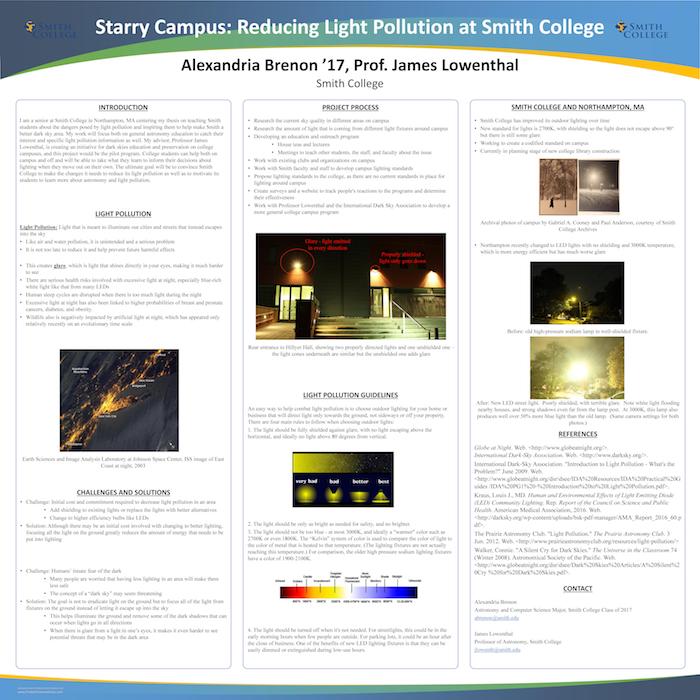 Starry Campus: Reducing Light Pollution at Smith College
SMITH
COLLEGE
SMITH
COLLEGE
Alexandria Brenon '17, Prof. James Lowenthal
Smith College
INTRODUCTION
I am a senior at Smith College in Northampton, MA centering my thesis on teaching Smith
students about the dangers posed by light pollution and inspiring them to help make Smith a
better dark sky area. My work will focus both on general astronomy education to catch their
interest and specific light pollution information as well. My advisor, Professor James
Lowenthal, is creating an initiative for dark skies education and preservation on college
campuses, and this project would be the pilot program. College students can help both on
campus and off and will be able to take what they learn to inform their decisions about
lighting when they move out on their own. The ultimate goal will be to convince Smith
College to make the changes it needs to reduce its light pollution as well as to motivate its
students to learn more about astronomy and light pollution.
LIGHT POLLUTION
Light Pollution: Light that is meant to illuminate our cities and streets that instead escapes
into the sky
• Like air and water pollution, it is unintended and a serious problem
• It is not too late to reduce it and help prevent future harmful effects
• This creates glare, which is light that shines directly in your eyes, making it much harder
to see
• There are serious health risks involved with excessive light at night, especially blue-rich
white light like that from many LEDs
• Human sleep cycles are disrupted when there is too much light during the night
• Excessive light at night has also been linked to higher probabilities of breast and prostate
cancers, diabetes, and obesity
• Wildlife also is negatively impacted by artificial light at night, which has appeared only
relatively recently on an evolutionary time scale
Earth Sciences and Image Analysis Laboratory at Johnson Space Center, ISS image of East
Coast at night, 2003
CHALLENGES AND SOLUTIONS
• Challenge: Initial cost and commitment required to decrease light pollution in an area
• Add shielding to existing lights or replace the lights with better alternatives
• Change to higher efficiency bulbs like LEDs
• Solution: Although there may be an initial cost involved with changing to better lighting,
focusing all the light on the ground greatly reduces the amount of energy that needs to be
put into lighting
• Challenge: Humans' innate fear of the dark
• Many people are worried that having less lighting in an area will make them
less safe
• The concept of a "dark sky" may seem threatening
• Solution: The goal is not to eradicate light on the ground but to focus all of the light from
fixtures on the ground instead of letting it escape up into the sky
• This helps illuminate the ground and remove some of the dark shadows that can
occur when lights go in all directions
• When there is glare from a light in one's eyes, it makes it even harder to see
potential threats that may be in the dark area
PROJECT PROCESS
• Research the current sky quality in different areas on campus
• Research the amount of light that is coming from different light fixtures around campus
• Developing an education and outreach program
• House teas and lectures
• Meetings to teach other students, the staff, and faculty about the issue
• Work with existing clubs and organizations on campus
• Work with Smith faculty and staff to develop campus lighting standards
• Propose lighting standards to the college, as there are no current standards in place for
lighting around campus
• Create surveys and a website to track people's reactions to the programs and determine
their effectiveness
• Work with Professor Lowenthal and the International Dark Sky Association to develop a
more general college campus program
Glare - light emitted
in every direction
Properly shielded -
light only goes down
Rear entrance to Hillyer Hall, showing two properly directed lights and one unshielded one –
the light cones underneath are similar but the unshielded one adds glare.
LIGHT POLLUTION GUIDELINES
An easy way to help combat light pollution is to choose outdoor lighting for your home or
business that will direct light only towards the ground, not sideways or off your property.
There are four main rules to follow when choosing outdoor lights:
1. The light should be fully shielded against glare, with no light escaping above the
horizontal, and ideally no light above 80 degrees from vertical.
very bad
bad
better
best
2. The light should be only as bright as needed for safety, and no brighter.
3. The light should not be too blue – at most 3000K, and ideally a "warmer" color such as
2700K or even 1800K. The "Kelvin" system of color is used to compare the color of light to
the color of metal that is heated to that temperature. (The lighting fixtures are not actually
reaching this temperature.) For comparison, the older high pressure sodium lighting fixtures
have a color of 1900-2100K.
4. The light should be turned off when it's not needed. For streetlights, this could be in the
early morning hours when few people are outside. For parking lots, it could be an hour after
the close of business. One of the benefits of new LED lighting fixtures is that they can be
easily dimmed or extinguished during low-use hours.
SMITH COLLEGE AND NORTHAMPTON, MA
• Smith College has improved its outdoor lighting over time
• New standard for lights is 2700K, with shielding so the light does not escape above 90°
but there is still some glare
• Working to create a codified standard on campus
• Currently in planning stage of new college library construction
Archival photos of campus by Gabriel A. Cooney and Paul Anderson, courtesy of Smith
College Archives
• Northampton recently changed to LED lights with no shielding and 3000K temperature,
which is more energy efficient but has much worse glare
Before: old high-pressure sodium lamp in well-shielded fixture.
After: New LED street light. Poorly shielded, with terrible glare. Note white light flooding
nearby houses, and strong shadows even far from the lamp post. At 3000K, this lamp also
produces well over 50% more blue light than the old lamp. (Same camera settings for both
photos.)
REFERENCES
Globe at Night. Web. <http://www.globeatnight.org/>.
International Dark-Sky Association. Web. <http://www.darksky.org/>.
International Dark-Sky Association. "Introduction to Light Pollution - What's the
Problem?" June 2009. Web.
Kraus, Louis J., MD. Human and Environmental Effects of Light Emitting Diode
(LED) Community Lighting. Rep. Report of the Council on Science and Public
Health. American Medical Association, 2016. Web.
The Prairie Astronomy Club. "Light Pollution." The Prairie Astronomy Club. 3
Jan. 2012. Web. <http://www.prairieastronomyclub.org/resources/light-pollution/>
Walker, Connie. "A Silent Cry for Dark Skies." The Universe in the Classroom 74
(Winter 2008). Astronomical Society of the Pacific. Web.
CONTACT
Alexandria Brenon
Astronomy and Computer Science Major, Smith College Class of 2017
abrenon@smith.edu
James Lowenthal
Professor of Astronomy, Smith College
jlowenth@smith.edu